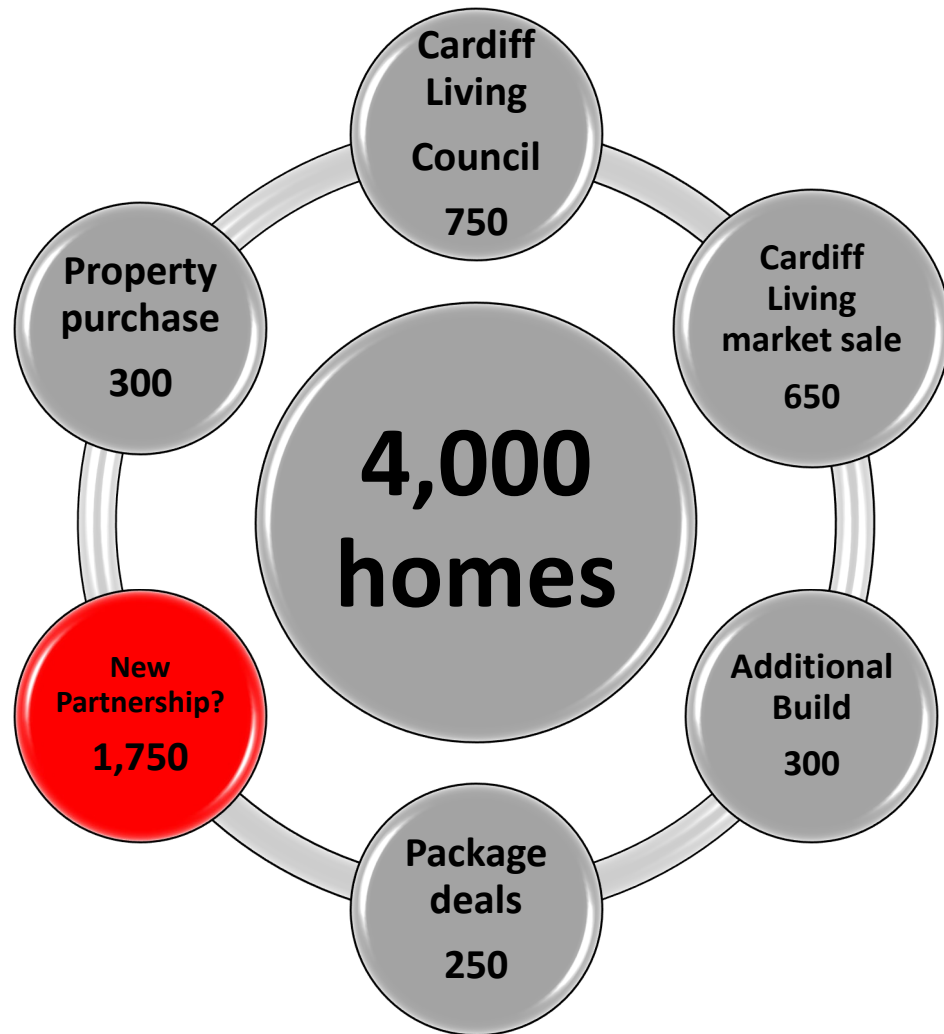 Cardiff
Living
Council
750
Cardiff
Living
market sale
650
Additional
Build
300
Package
deals
250
New
Partnership?
1,750
Property
purchase
300
4,000
homes